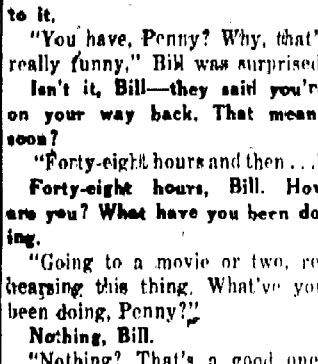 to it.
"You have, Penny? Why, that'
really funny," Bill was surprised
Isn't it, Bill—they said you'r
on your way back. That mean
soon?
"Forty-eight hours and then . . .
Forty-eight hours, Bill. How
are you? What have you been do
ing.
"Going to a movie or two, re
hearsing this thing. What've you
been doing, Penny?"
Nothing, Bill.
"Nothing? That's a good one